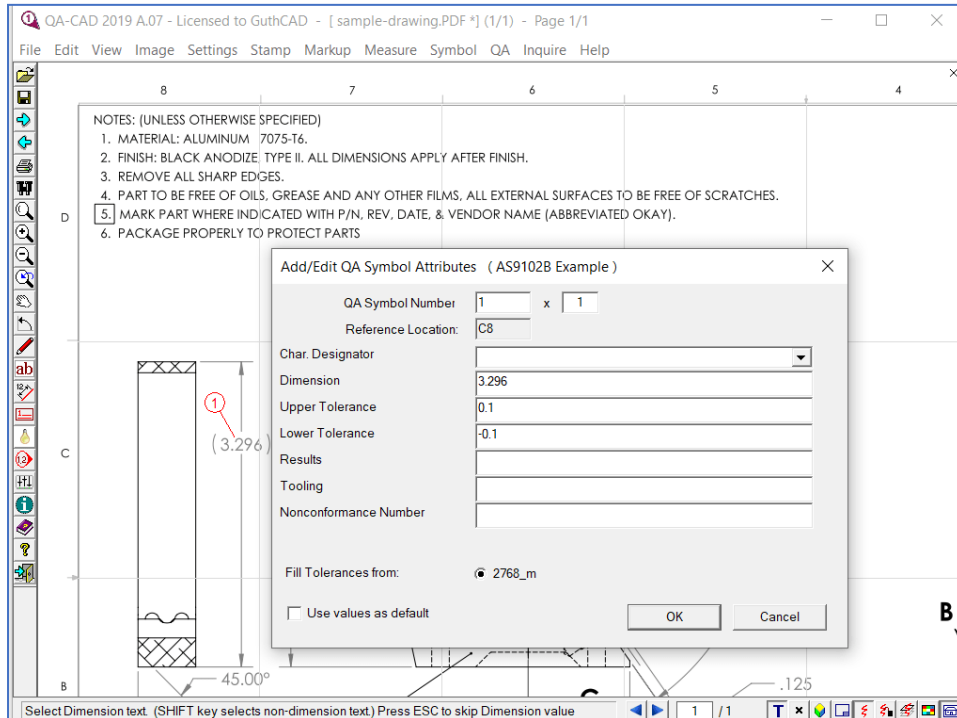 QA-CAD 2019 A.07 - Licensed to GuthCAD - [ sample-drawing.PDF *] (1/1) - Page 1/1
File Edit View Image Settings Stamp Markup Measure Symbol QA Inquire Help
8 7 6 5 4
NOTES: (UNLESS OTHERWISE SPECIFIED)
1. MATERIAL: ALUMINUM 7075-T6.
2. FINISH: BLACK ANODIZE, TYPE II. ALL DIMENSIONS APPLY AFTER FINISH.
3. REMOVE ALL SHARP EDGES.
4. PART TO BE FREE OF OILS, GREASE AND ANY OTHER FILMS, ALL EXTERNAL SURFACES TO BE FREE OF SCRATCHES.
D
5. MARK PART WHERE INDICATED WITH P/N, REV, DATE, & VENDOR NAME (ABBREVIATED OKAY).
6. PACKAGE PROPERLY TO PROTECT PARTS
Add/Edit QA Symbol Attributes ( AS9102B Example )
QA Symbol Number 1 x 1
Reference Location: C8
Char. Designator
Dimension 3.296
Upper Tolerance 0.1
Lower Tolerance -0.1
Results
Tooling
Nonconformance Number
Fill Tolerances from: 2768_m
Use values as default
OK Cancel
ab
12
1
(3.296)
C
B
B
45.00°
.125
Select Dimension text. (SHIFT key selects non-dimension text.) Press ESC to skip Dimension value
1 /1
T